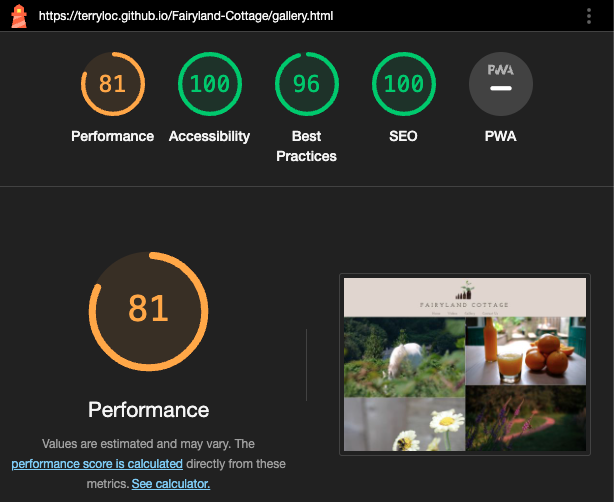 https://terryloc.github.io/Fairyland-Cottage/gallery.html
81
100
96
100
PWA
Performance
Accessibility
Best
Practices
SEO
PWA
81
Performance
Values are estimated and may vary. The
performance score is calculated directly from these
metrics. See calculator.
FAIRYLAND COTTAGE